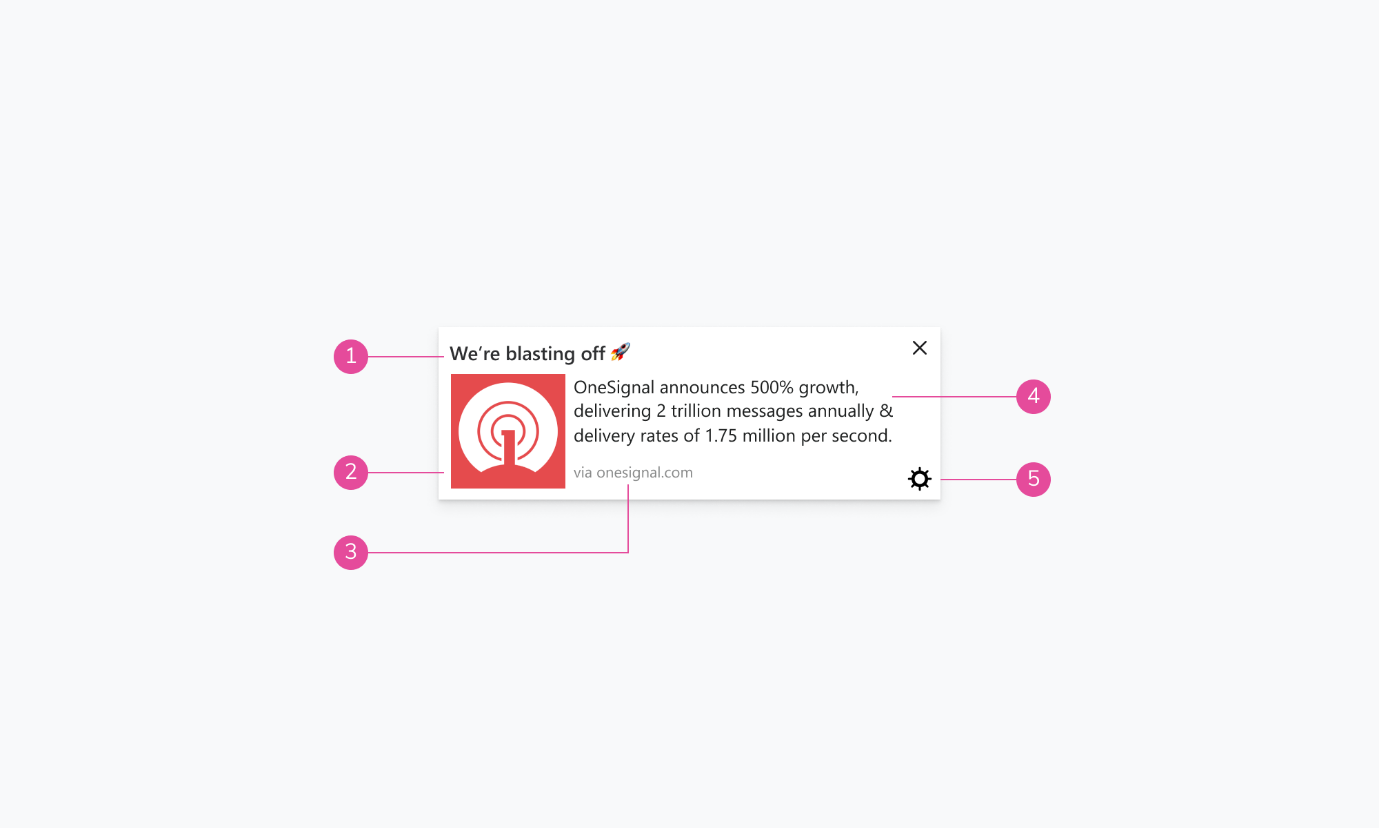 1
We’re blasting off 🚀
OneSignal announces 500% growth,
delivering 2 trillion messages annually &
delivery rates of 1.75 million per second.
4
2
via onesignal.com
5
3